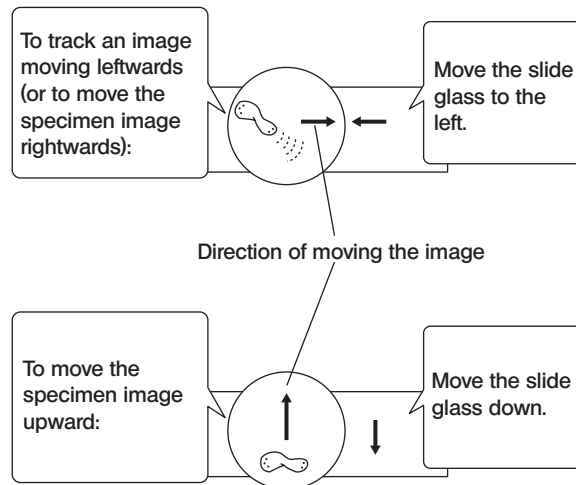 To track an image
moving leftwards
(or to move the
specimen image
rightwards):
Move the slide
glass to the
left.
Direction of moving the image
To move the
specimen image
upward:
Move the slide
glass down.